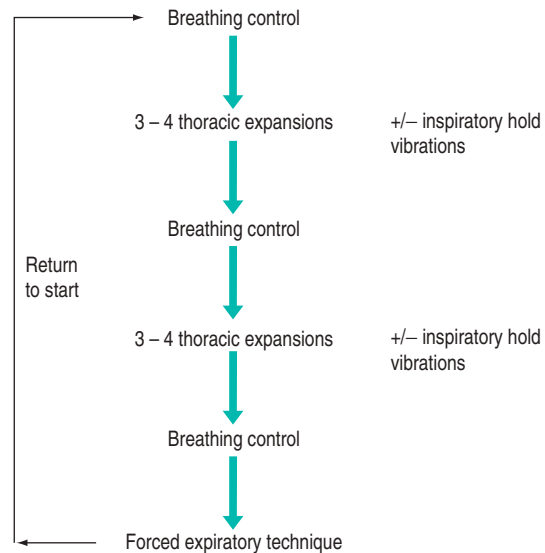 Breathing control
3 – 4 thoracic expansions
+/– inspiratory hold
vibrations
Breathing control
Return
to start
3 – 4 thoracic expansions
+/– inspiratory hold
vibrations
Breathing control
Forced expiratory technique